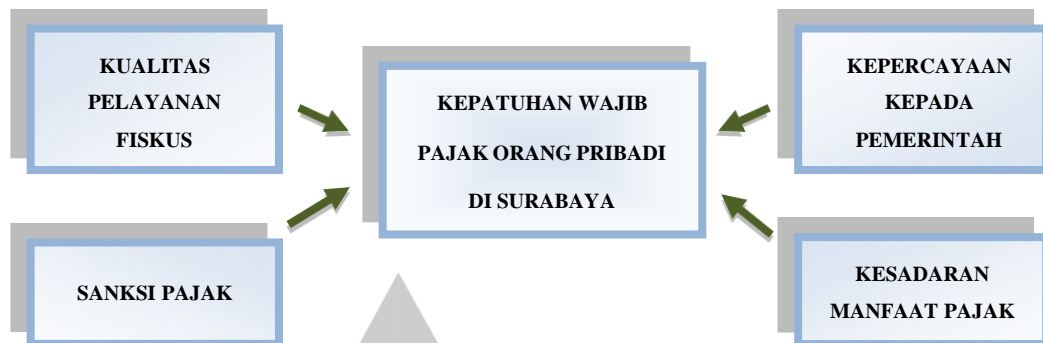 KUALITAS
PELAYANAN
FISKUS
SANKSI PAJAK
KEPATUHAN WAJIB
PAJAK ORANG PRIBADI
DI SURABAYA
KEPERCAYAAN
KEPADA
PEMERINTAH
KESADARAN
MANFAAT PAJAK